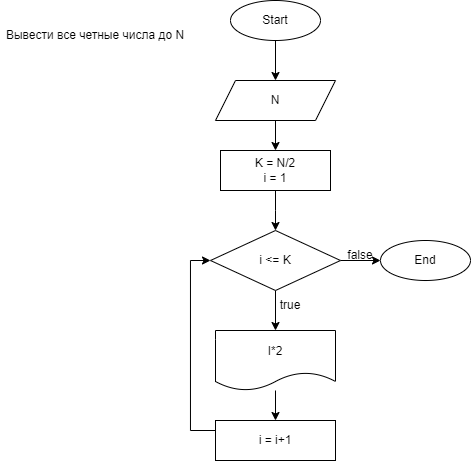 Start
Вывести все четные числа до N
N
K = N/2
i = 1
i <= K
false
End
true
I*2
i = i+1